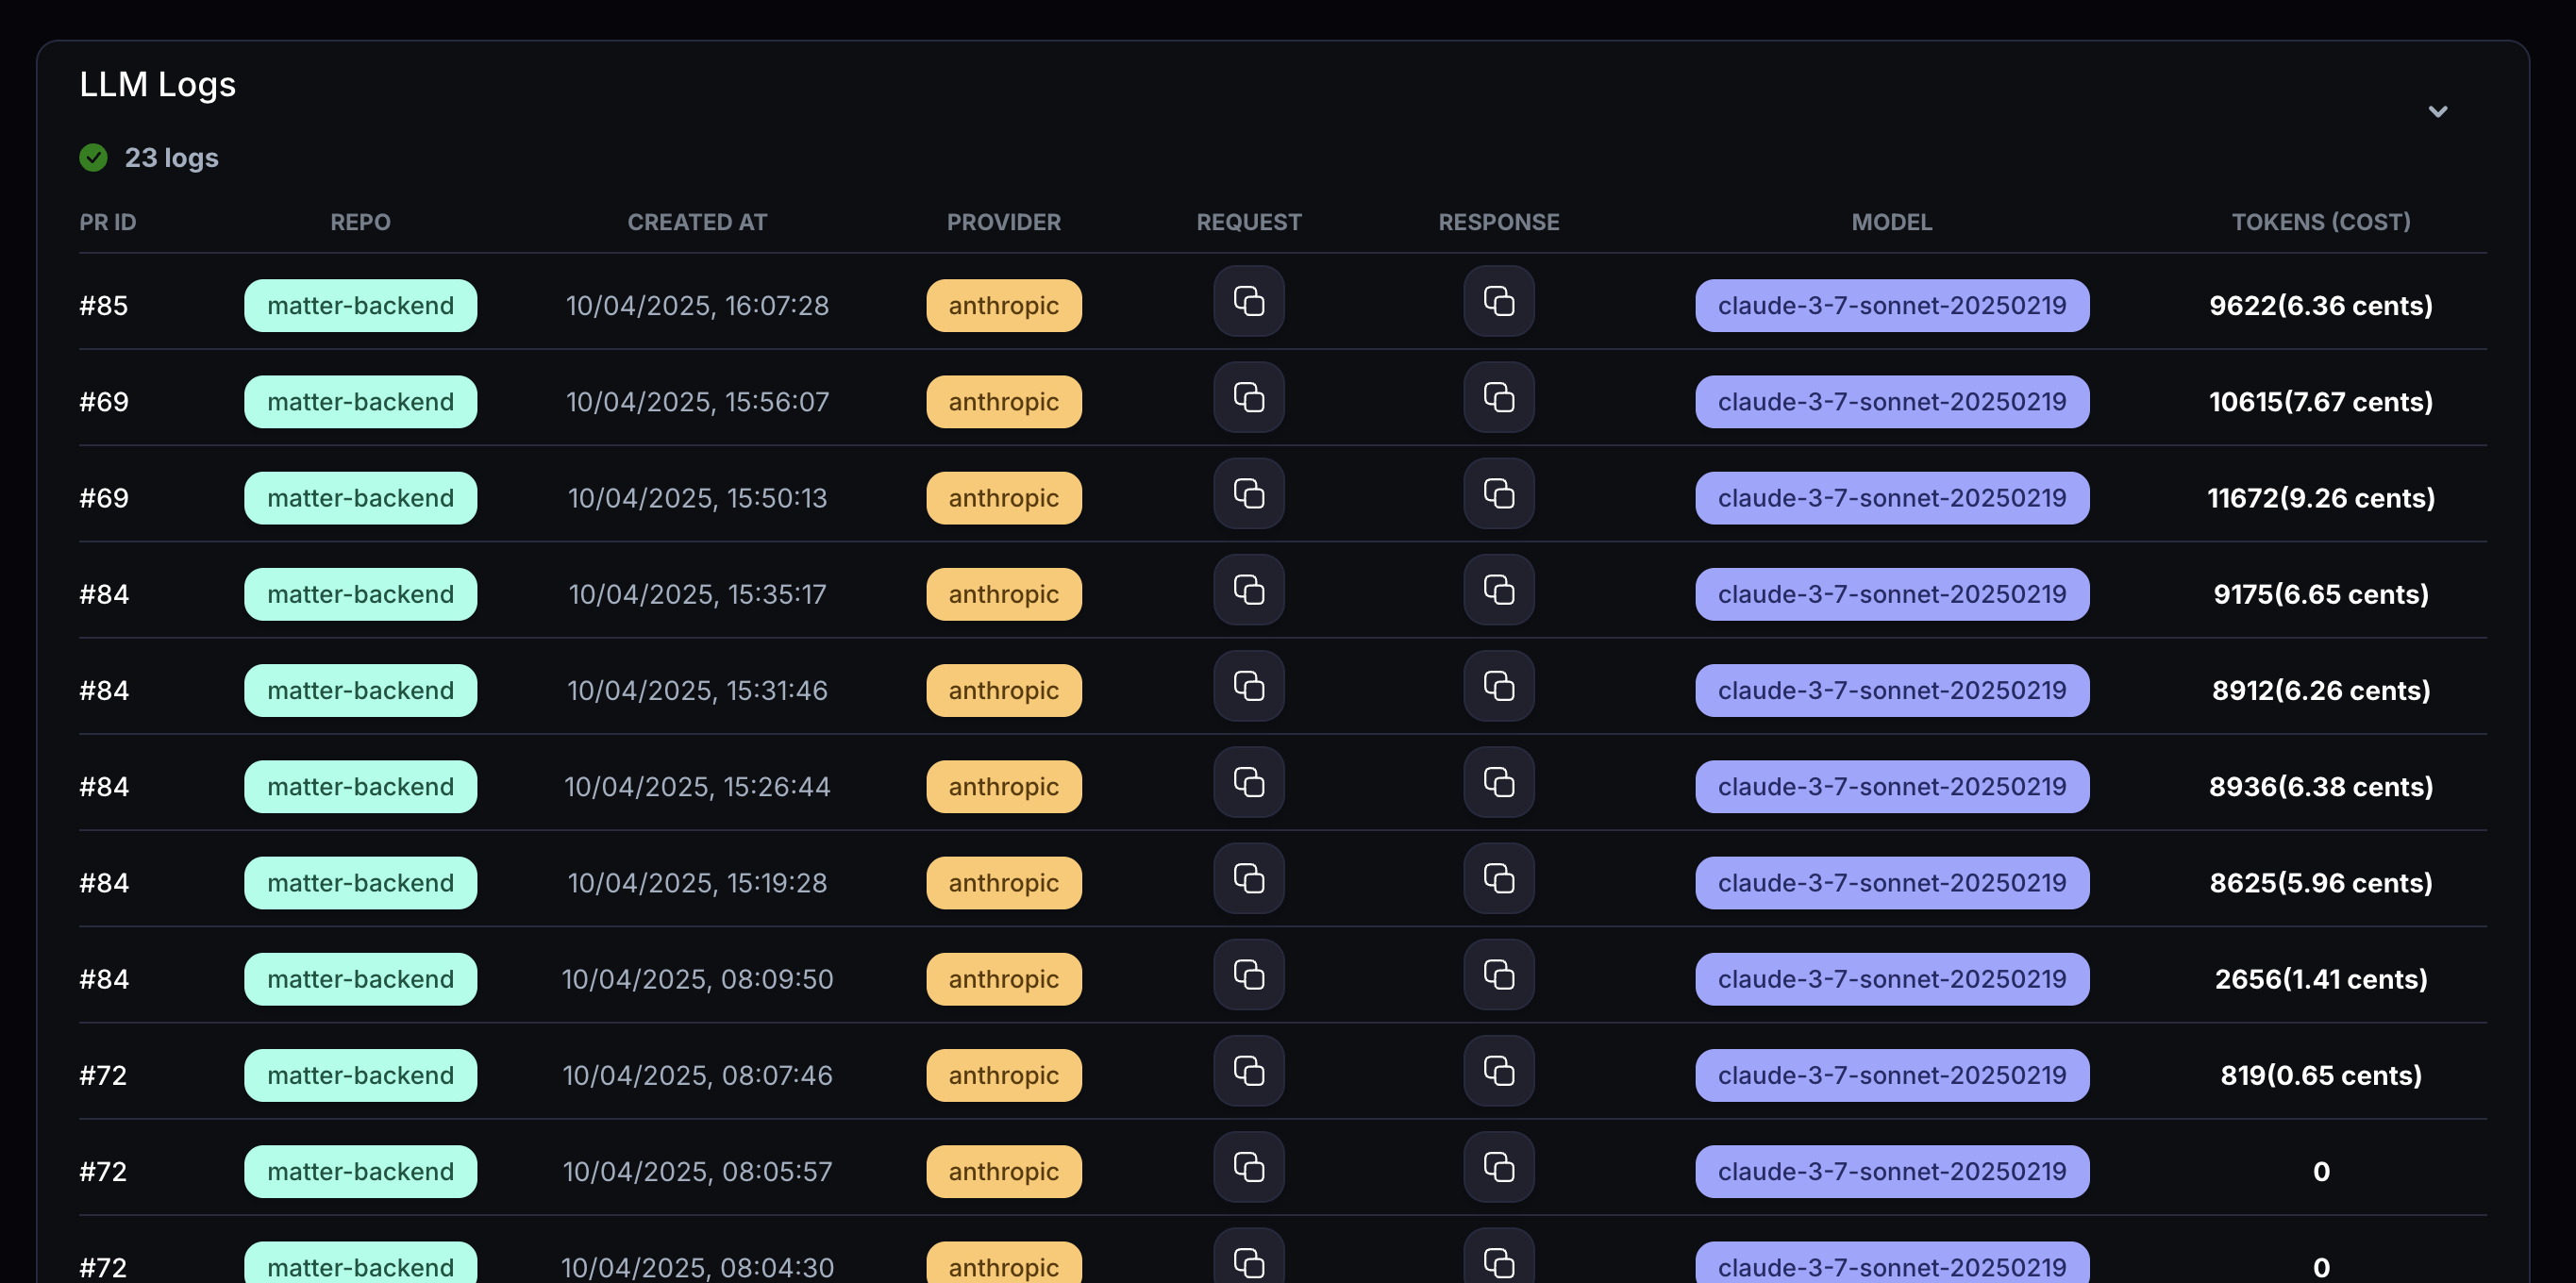 LLM Logs
23 logs
PR ID REPO CREATED AT PROVIDER REQUEST RESPONSE MODEL TOKENS (COST)
#85 matter-backend 10/04/2025, 16:07:28 anthropic claude-3-7-sonnet-20250219 9622(6.36 cents)
#69 matter-backend 10/04/2025, 15:56:07 anthropic claude-3-7-sonnet-20250219 10615(7.67 cents)
#69 matter-backend 10/04/2025, 15:50:13 anthropic claude-3-7-sonnet-20250219 11672(9.26 cents)
#84 matter-backend 10/04/2025, 15:35:17 anthropic claude-3-7-sonnet-20250219 9175(6.65 cents)
#84 matter-backend 10/04/2025, 15:31:46 anthropic claude-3-7-sonnet-20250219 8912(6.26 cents)
#84 matter-backend 10/04/2025, 15:26:44 anthropic claude-3-7-sonnet-20250219 8936(6.38 cents)
#84 matter-backend 10/04/2025, 15:19:28 anthropic claude-3-7-sonnet-20250219 8625(5.96 cents)
#84 matter-backend 10/04/2025, 08:09:50 anthropic claude-3-7-sonnet-20250219 2656(1.41 cents)
#72 matter-backend 10/04/2025, 08:07:46 anthropic claude-3-7-sonnet-20250219 819(0.65 cents)
#72 matter-backend 10/04/2025, 08:05:57 anthropic claude-3-7-sonnet-20250219 0
#72 matter-backend 10/04/2025, 08:04:30 anthropic claude-3-7-sonnet-20250219 0